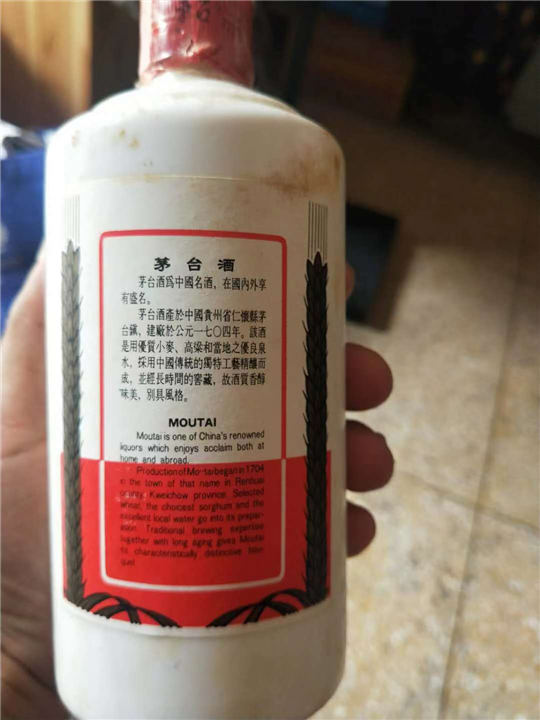 茅台酒
茅台酒爲中國名酒、在國內外享
有盛名。
茅台酒產於中國貴州省仁懷縣茅
台鎮，建廠於公元一七〇四年。該酒
是用優質小麥、高梁和當地之優良泉
水，採用中國傳統的獨特工藝精釀而
成，並經長時間的窖藏，故酒質香醇
味美，別具風格。
MOUTAI
Moutai is one of China's renowned
liquors which enjoys acclaim both at
home and abroad.
Production of Moutai began in 1704
in the town of that name in Renhuai
county, Kweichow province. Selected
wheat, the choicest sorghum and the
excellent local water go into its prepar-
ation. Traditional brewing expertise
together with long aging gives Moutai
its characteristically distinctive bou-
quet.